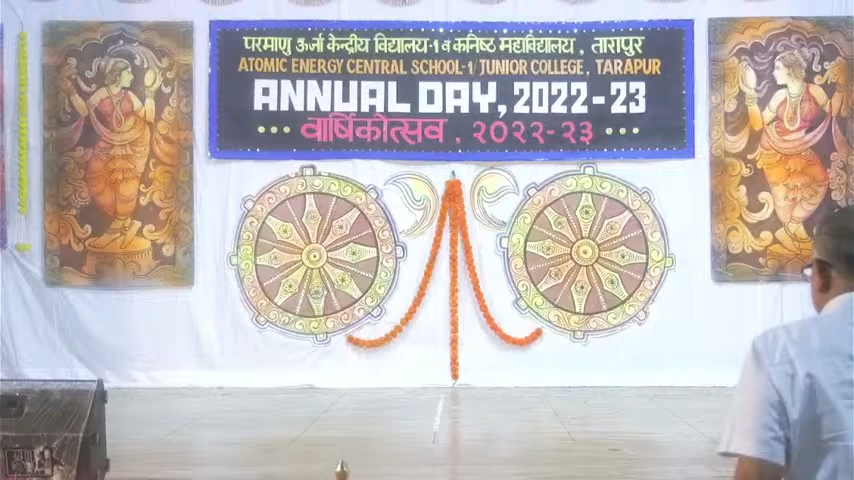 परमाणु ऊर्जा केन्द्रीय विद्यालय-१ व कनिष्ठ महाविद्यालय, तारापुर
ATOMIC ENERGY CENTRAL SCHOOL-1/JUNIOR COLLEGE, TARAPUR
ANNUAL DAY, 2022-23
वार्षिकोत्सव, २०२२-२३